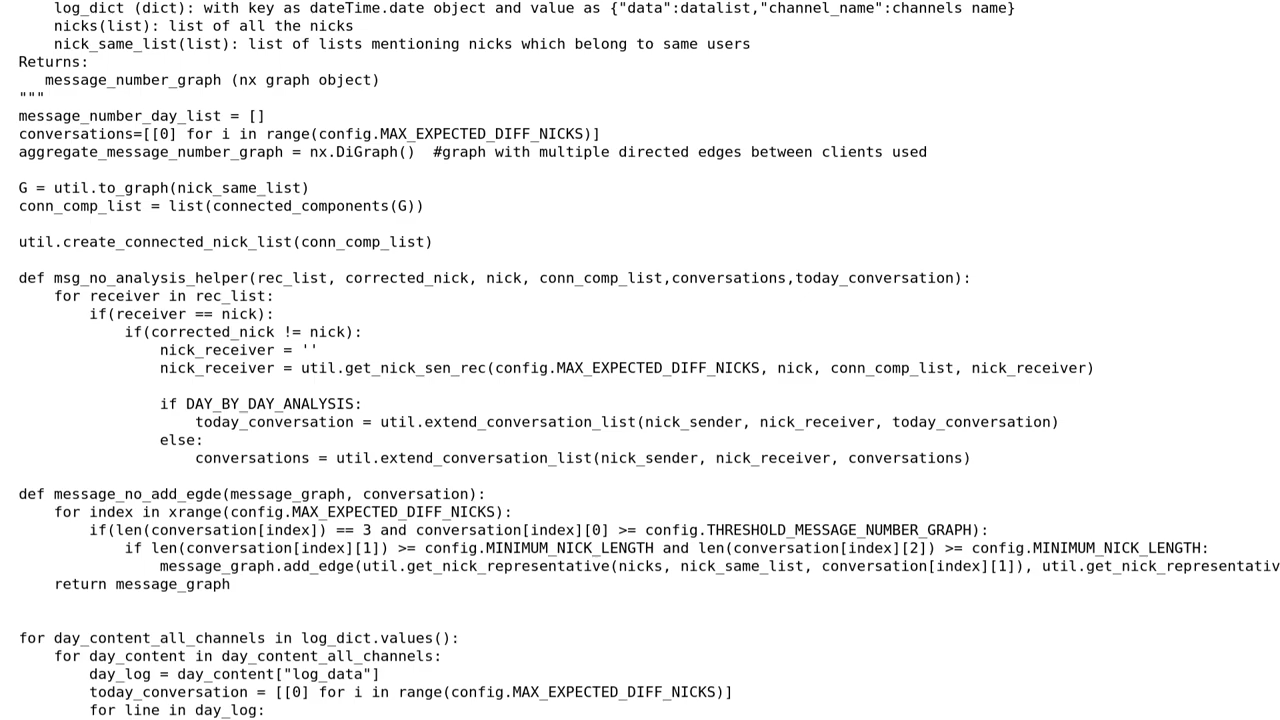 log_dict (dict): with key as dateTime.date object and value as {"data":datalist,"channel_name":channels name}
nicks(list): list of all the nicks
nick_same_list(list): list of lists mentioning nicks which belong to same users
Returns:
message_number_graph (nx graph object)
"""
message_number_day_list = []
conversations=[[0] for i in range(config.MAX_EXPECTED_DIFF_NICKS)]
aggregate_message_number_graph = nx.DiGraph()  #graph with multiple directed edges between clients used
G = util.to_graph(nick_same_list)
conn_comp_list = list(connected_components(G))
util.create_connected_nick_list(conn_comp_list)
def msg_no_analysis_helper(rec_list, corrected_nick, nick, conn_comp_list,conversations,today_conversation):
for receiver in rec_list:
if(receiver == nick):
if(corrected_nick != nick):
nick_receiver = ''
nick_receiver = util.get_nick_sen_rec(config.MAX_EXPECTED_DIFF_NICKS, nick, conn_comp_list, nick_receiver)
if DAY_BY_DAY_ANALYSIS:
today_conversation = util.extend_conversation_list(nick_sender, nick_receiver, today_conversation)
else:
conversations = util.extend_conversation_list(nick_sender, nick_receiver, conversations)
def message_no_add_egde(message_graph, conversation):
for index in xrange(config.MAX_EXPECTED_DIFF_NICKS):
if(len(conversation[index]) == 3 and conversation[index][0] >= config.THRESHOLD_MESSAGE_NUMBER_GRAPH):
if len(conversation[index][1]) >= config.MINIMUM_NICK_LENGTH and len(conversation[index][2]) >= config.MINIMUM_NICK_LENGTH:
message_graph.add_edge(util.get_nick_representative(nicks, nick_same_list, conversation[index][1]), util.get_nick_representativ
return message_graph
for day_content_all_channels in log_dict.values():
for day_content in day_content_all_channels:
day_log = day_content["log_data"]
today_conversation = [[0] for i in range(config.MAX_EXPECTED_DIFF_NICKS)]
for line in day_log: